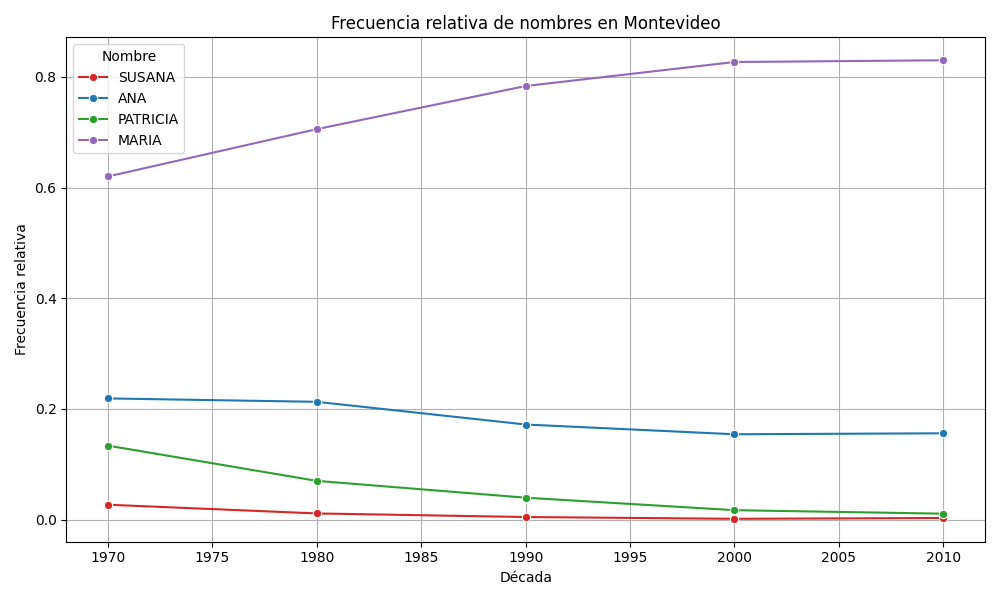 Frecuencia relativa de nombres en Montevideo
Nombre
SUSANA
ANA
PATRICIA
MARIA
Frecuencia relativa
0.8
0.6
0.4
0.2
0.0
1970
1975
1980
1985
1990
1995
2000
2005
2010
Década